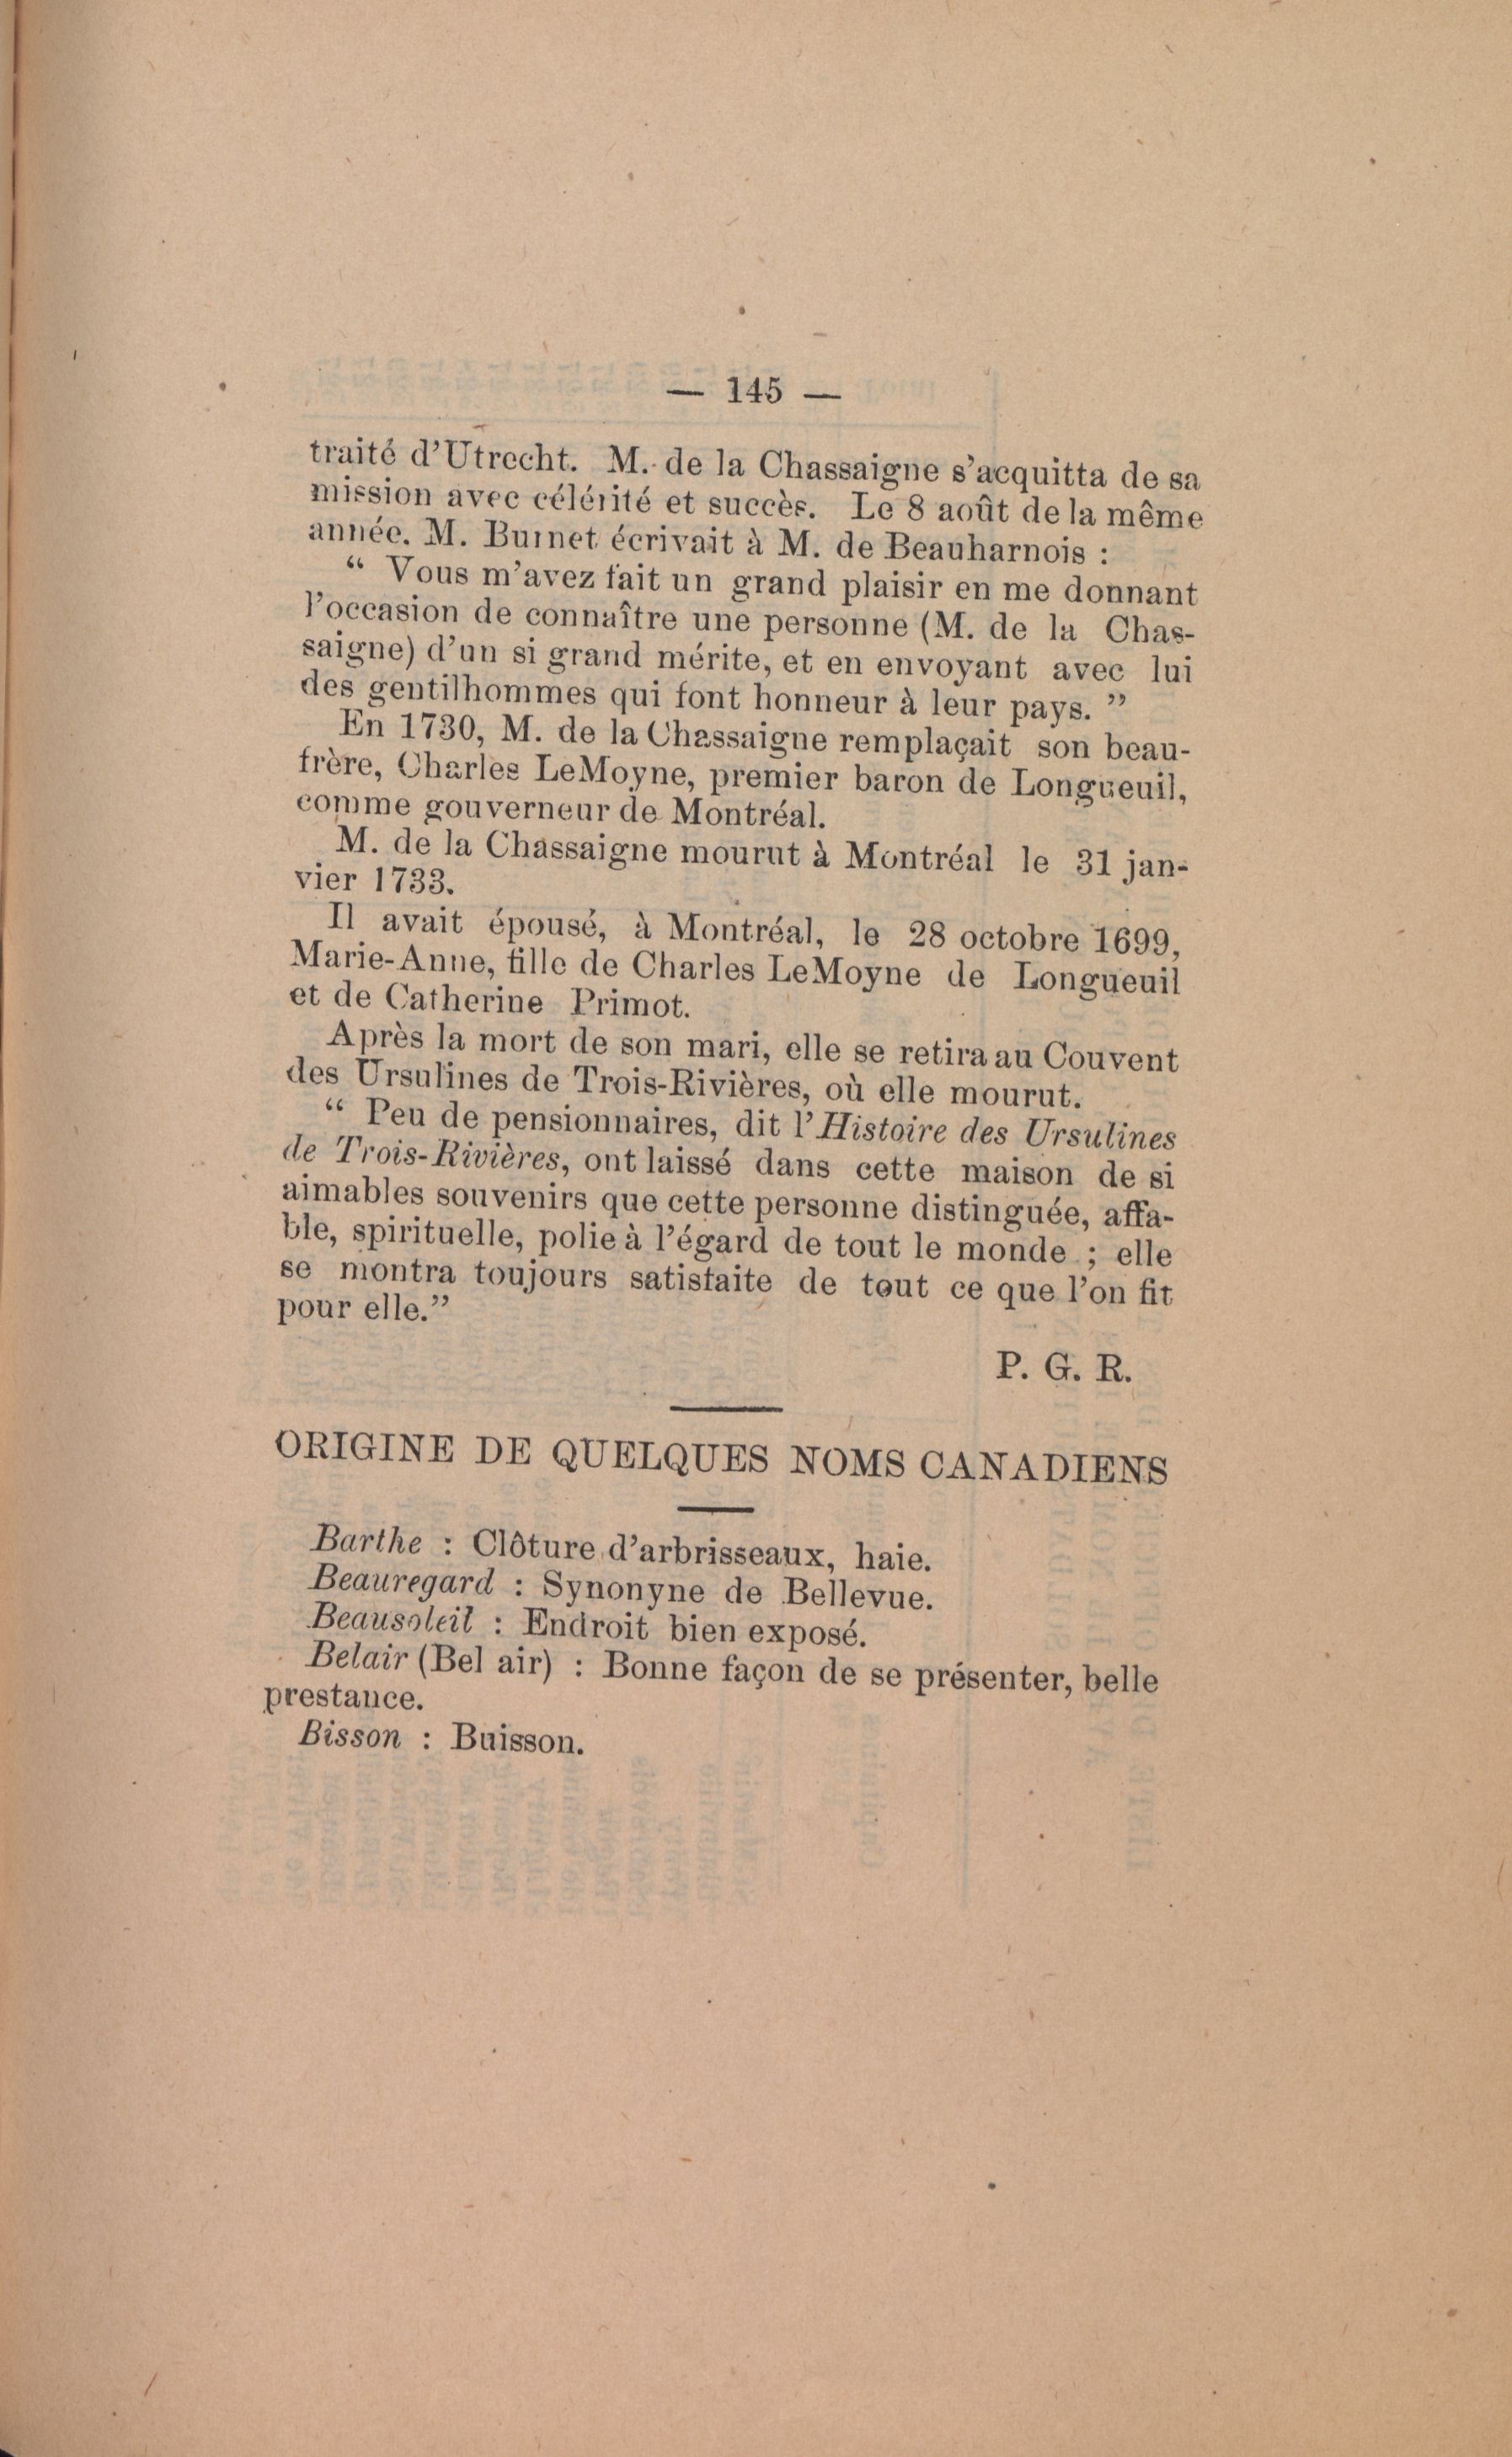 — 145 —
traité d'Utrecht. M. de la Chassaigne s'acquitta de sa
mission avec célérité et succès. Le 8 août de la même
année. M. Burnet écrivait à M. de Beauharnois :
“ Vous m'avez fait un grand plaisir en me donnant
l'occasion de connaître une personne (M. de la Chas-
saigne) d'un si grand mérite, et en envoyant avec lui
des gentilhommes qui font honneur à leur pays. ”
En 1730, M. de la Chassaigne remplaçait son beau-
frère, Charles LeMoyne, premier baron de Longueuil,
comme gouverneur de Montréal.
M. de la Chassaigne mourut à Montréal le 31 jan-
vier 1733.
Il avait épousé, à Montréal, le 28 octobre 1699,
Marie-Anne, fille de Charles LeMoyne de Longueuil
et de Catherine Primot.
Après la mort de son mari, elle se retira au Couvent
des Ursulines de Trois-Rivières, où elle mourut.
“ Peu de pensionnaires, dit l'Histoire des Ursulines
de Trois-Rivières, ont laissé dans cette maison de si
aimables souvenirs que cette personne distinguée, affa-
ble, spirituelle, polie à l'égard de tout le monde ; elle
se montra toujours satisfaite de tout ce que l'on fit
pour elle.”
P. G. R.
ORIGINE DE QUELQUES NOMS CANADIENS
Barthe : Clôture d'arbrisseaux, haie.
Beauregard : Synonyne de Bellevue.
Beausoleil : Endroit bien exposé.
Belair (Bel air) : Bonne façon de se présenter, belle
prestance.
Bisson : Buisson.